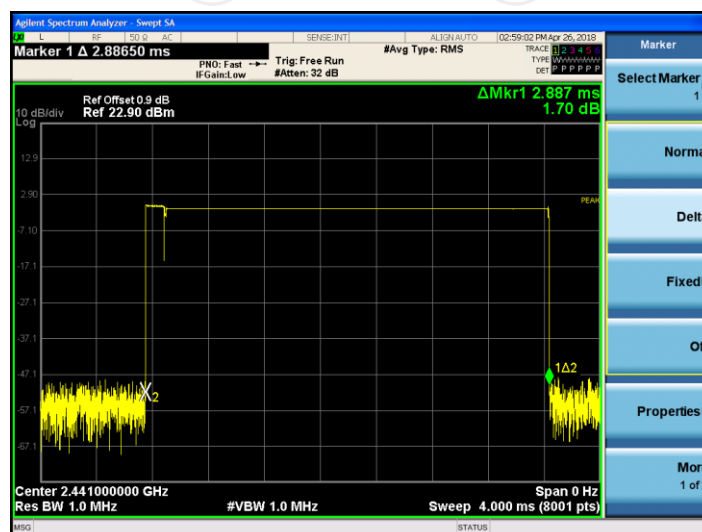 Agilent Spectrum Analyzer - Swept SA
LXI L RF 50 Ω AC SENSE:INT ALIGN AUTO 02:59:02 PM Apr 26, 2018
Marker 1 Δ 2.88650 ms
PNO: Fast
IFGain:Low
Trig: Free Run
#Atten: 32 dB
#Avg Type: RMS
TRACE 1 2 3 4 5 6
TYPE
DET P P P P P P
ΔMkr1 2.887 ms
1.70 dB
Ref Offset 0.9 dB
10 dB/div Ref 22.90 dBm
Log
12.9
2.90
PEAK
-7.10
-17.1
-27.1
-37.1
-47.1
1Δ2
2
-57.1
-67.1
Center 2.441000000 GHz Span 0 Hz
Res BW 1.0 MHz #VBW 1.0 MHz Sweep 4.000 ms (8001 pts)
MSG STATUS
Marker
Select Marker
1
Norma
Delt
Fixed
Of
Properties
Mor
1 of